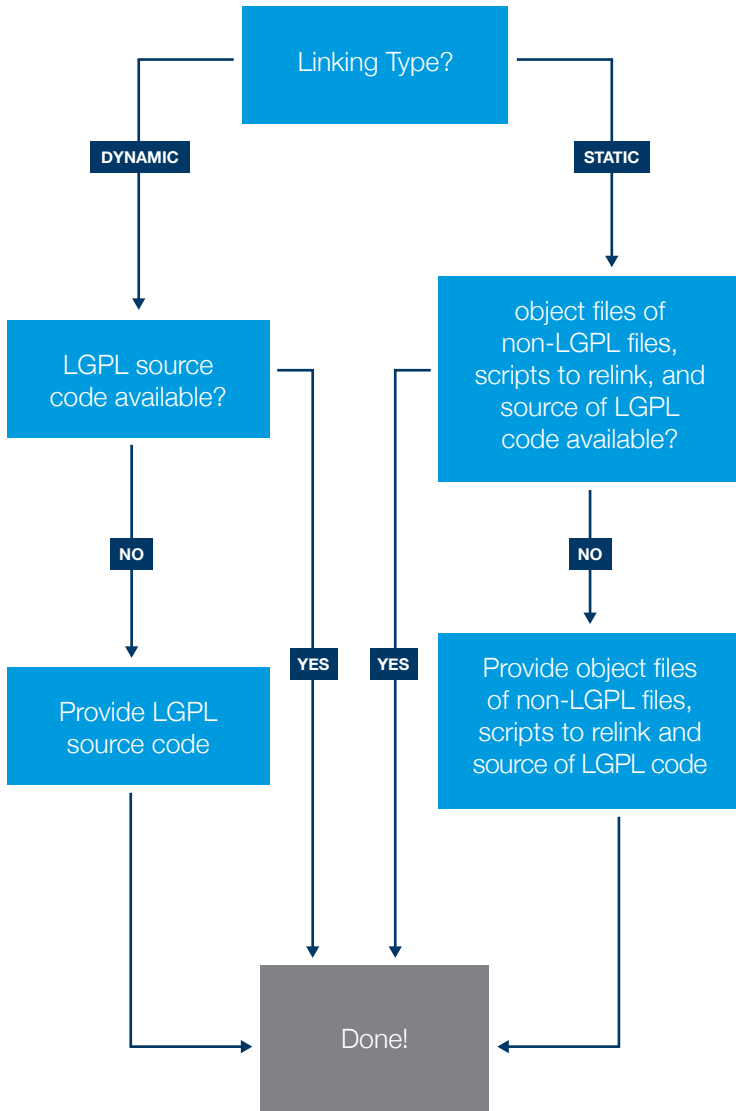 Linking Type?
DYNAMIC
STATIC
LGPL source
code available?
object files of
non-LGPL files,
scripts to relink, and
source of LGPL
code available?
NO
NO
YES
YES
Provide LGPL
source code
Provide object files
of non-LGPL files,
scripts to relink and
source of LGPL code
Done!